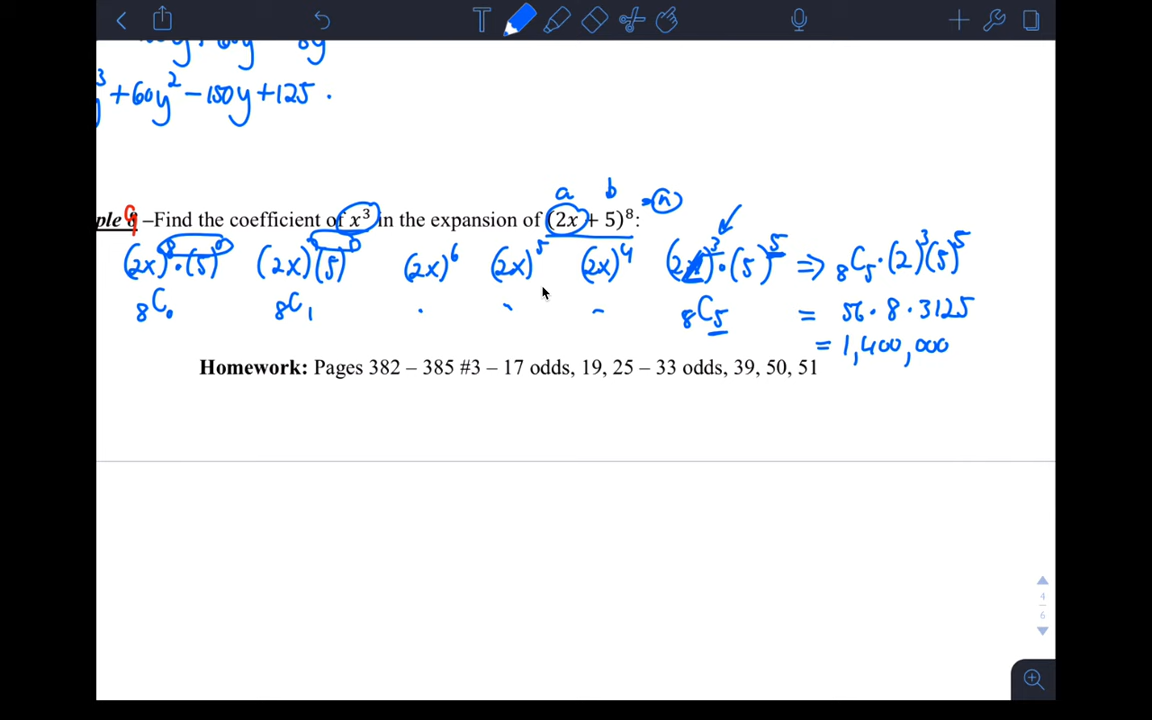 +60y² −150y+125 .
a b
ple 9 –Find the coefficient of x³ in the expansion of (2x + 5)⁸: =n
(2x)⁸·(5)⁰ (2x)(5) (2x)⁶ (2x)⁵ (2x)⁴ (2x)³·(5)⁵ ⇒ ₈C₅·(2)³(5)⁵
₈C₀ ₈C₁ . - - ₈C₅ = 56·8·3125
= 1,400,000
Homework: Pages 382 – 385 #3 – 17 odds, 19, 25 – 33 odds, 39, 50, 51
4
6